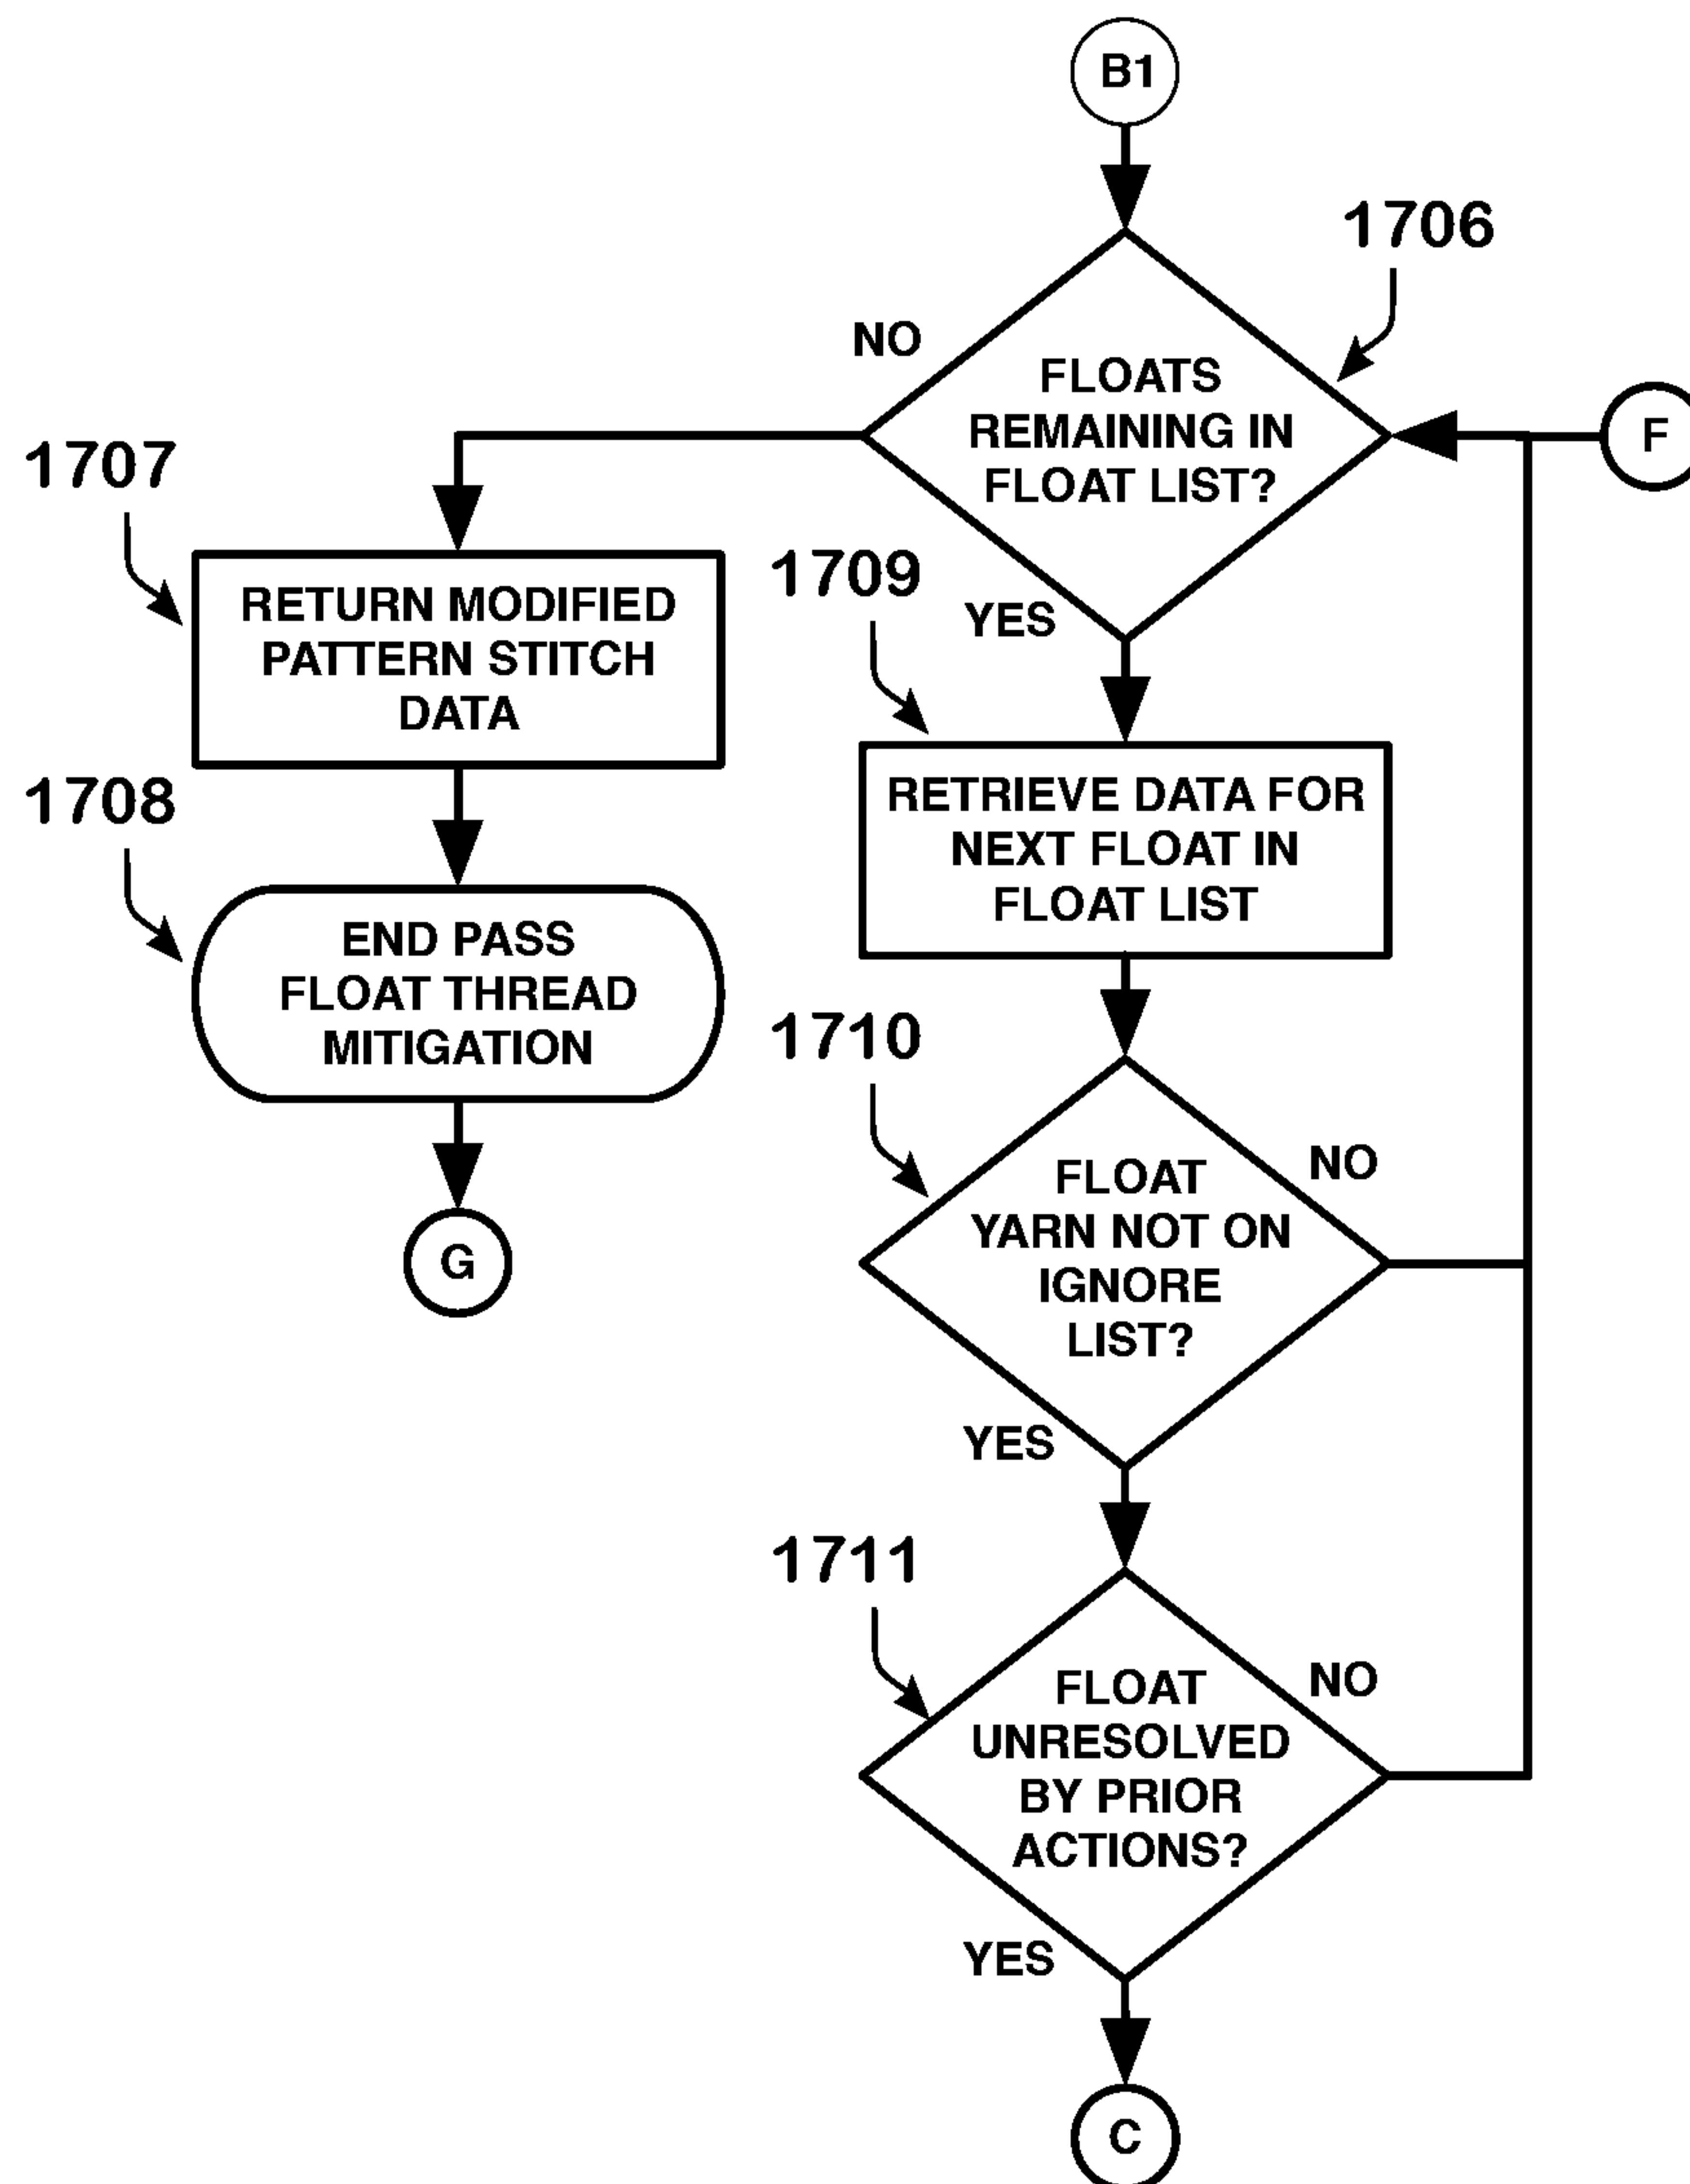 B1
1706
NO
FLOATS
REMAINING IN
FLOAT LIST?
F
1707
RETURN MODIFIED
PATTERN STITCH
DATA
1709
YES
RETRIEVE DATA FOR
NEXT FLOAT IN
FLOAT LIST
1708
END PASS
FLOAT THREAD
MITIGATION
G
1710
FLOAT
YARN NOT ON
IGNORE
LIST?
NO
YES
1711
FLOAT
UNRESOLVED
BY PRIOR
ACTIONS?
NO
YES
C